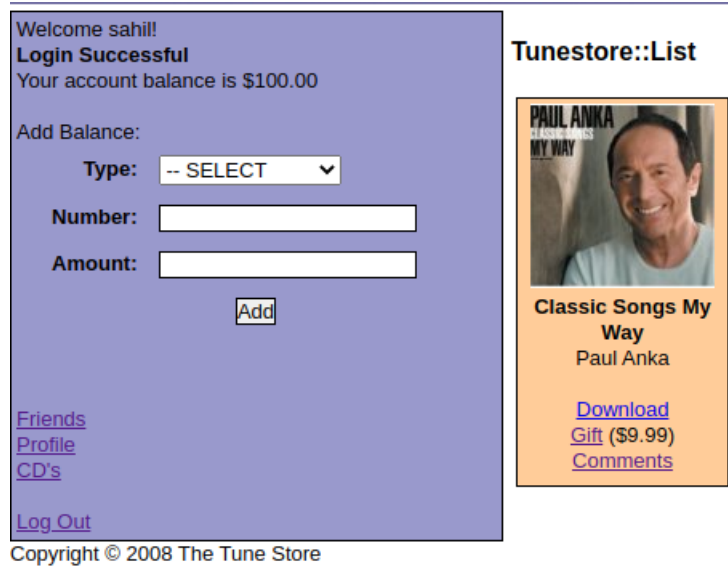 Welcome sahil!
Login Successful
Your account balance is $100.00
Add Balance:
Type: -- SELECT
Number:
Amount:
Add
Friends
Profile
CD's
Log Out
Copyright © 2008 The Tune Store
Tunestore::List
PAUL ANKA
CLASSIC SONGS
MY WAY
Classic Songs My
Way
Paul Anka
Download
Gift ($9.99)
Comments